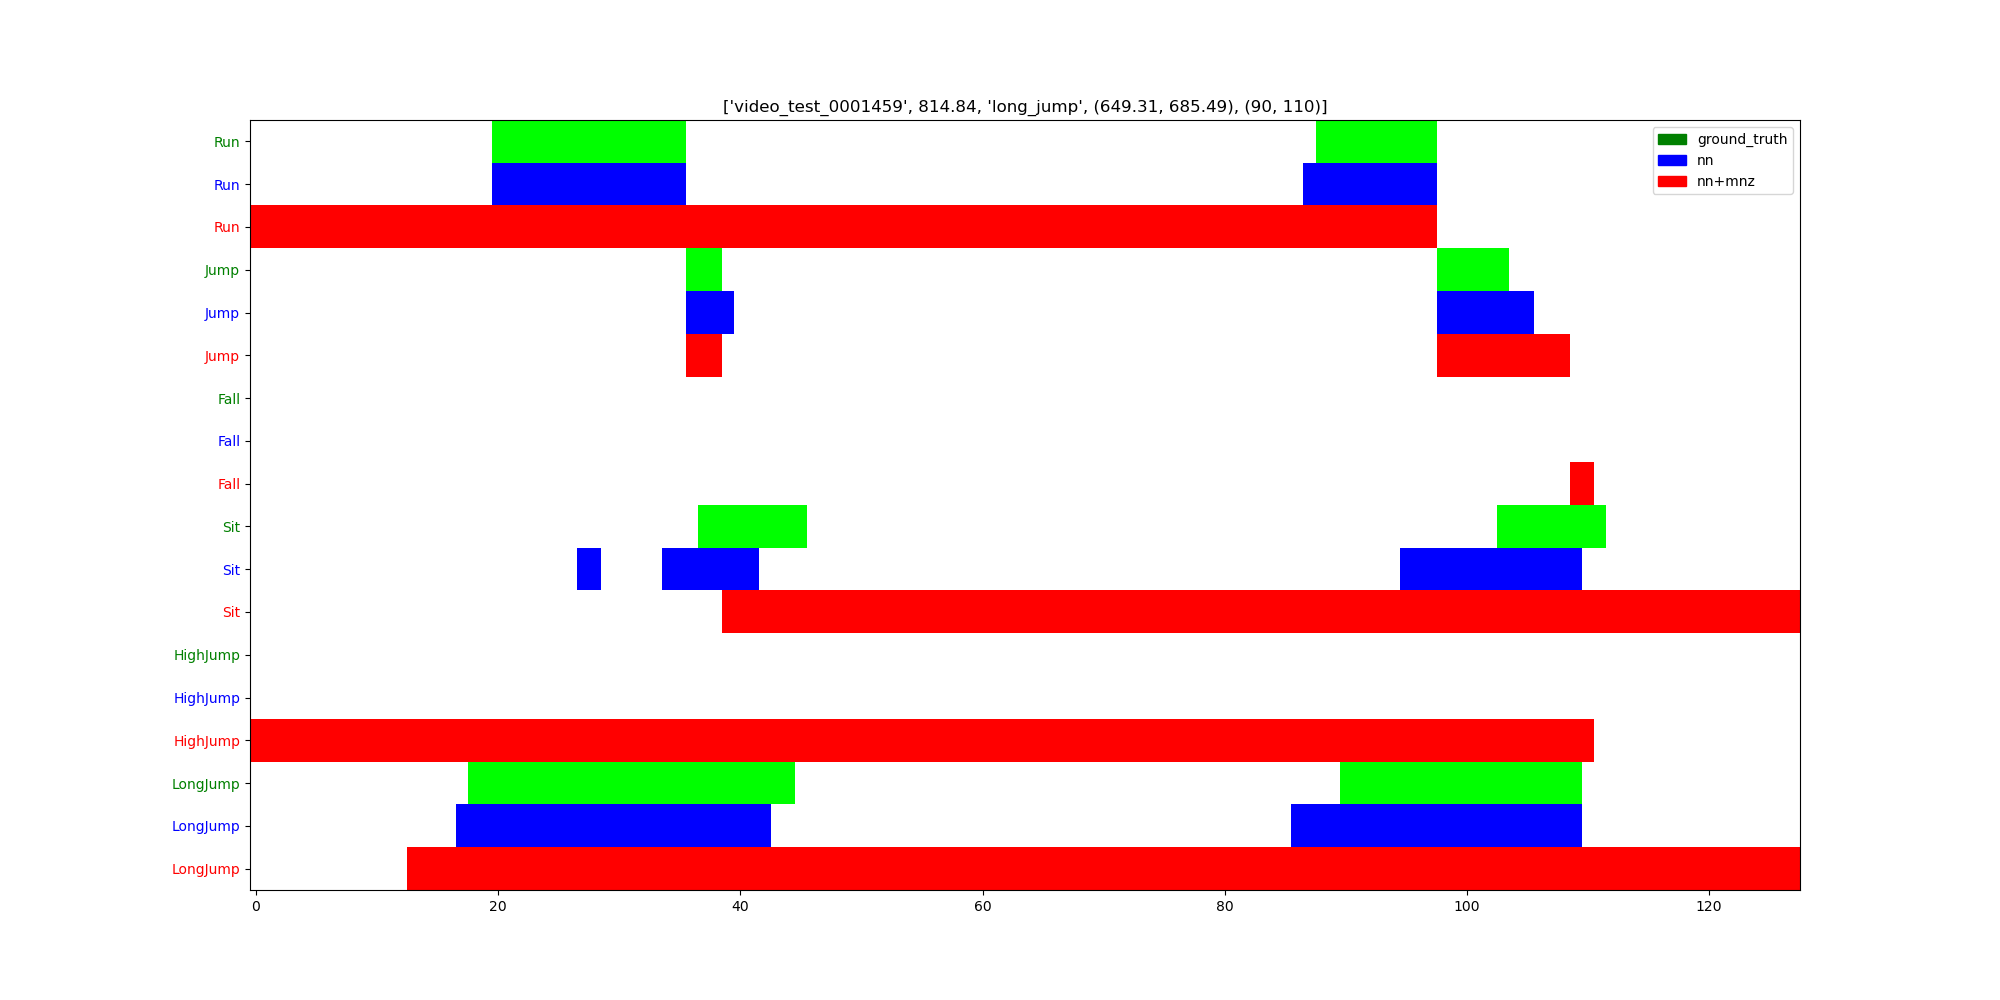 ['video_test_0001459', 814.84, 'long_jump', (649.31, 685.49), (90, 110)]
ground_truth
nn
nn+mnz
Run
Run
Run
Jump
Jump
Jump
Fall
Fall
Fall
Sit
Sit
Sit
HighJump
HighJump
HighJump
LongJump
LongJump
LongJump
0 20 40 60 80 100 120